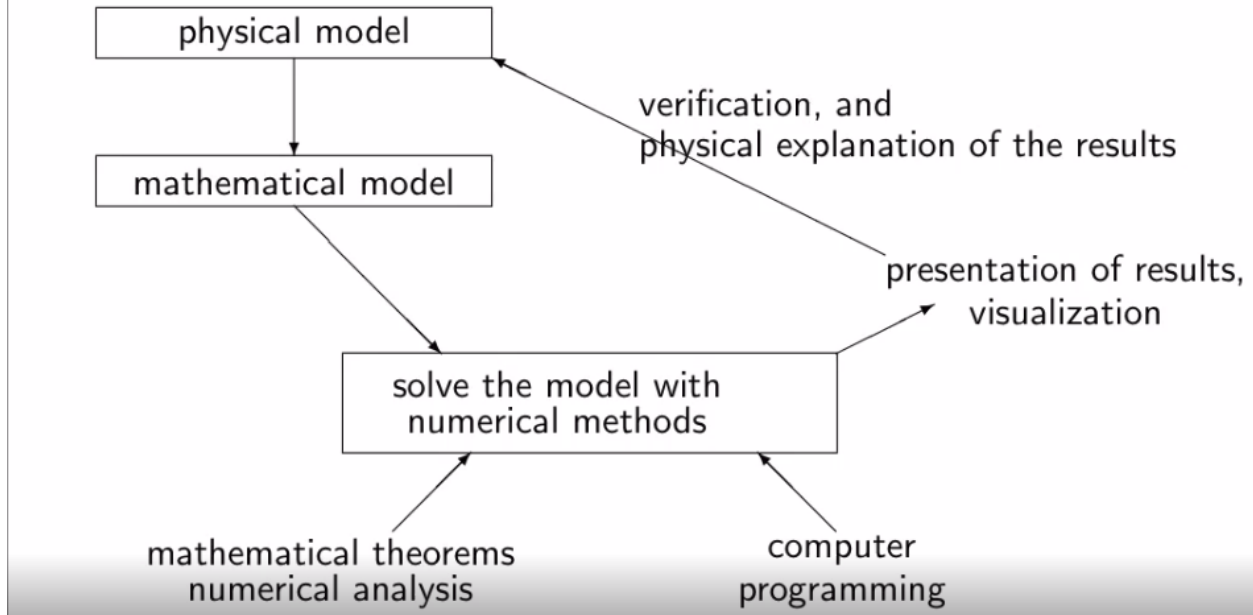 physical model
verification, and
physical explanation of the results
mathematical model
presentation of results,
visualization
solve the model with
numerical methods
mathematical theorems
numerical analysis
computer
programming